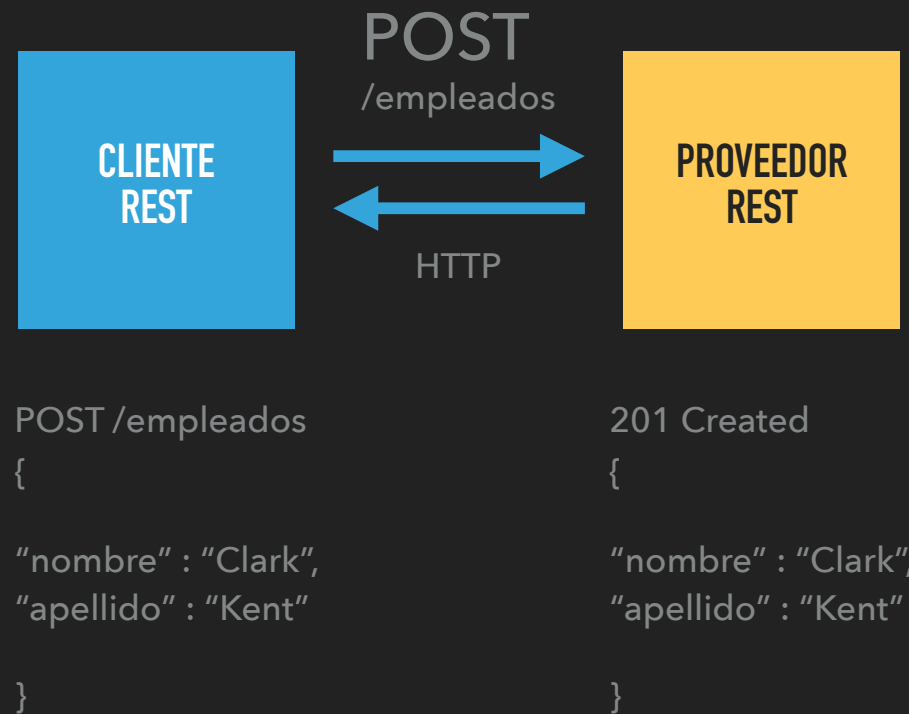 POST
/empleados
CLIENTE
REST
PROVEEDOR
REST
HTTP
POST /empleados
{
“nombre” : “Clark”,
“apellido” : “Kent”
}
201 Created
{
“nombre” : “Clark”,
“apellido” : “Kent”
}